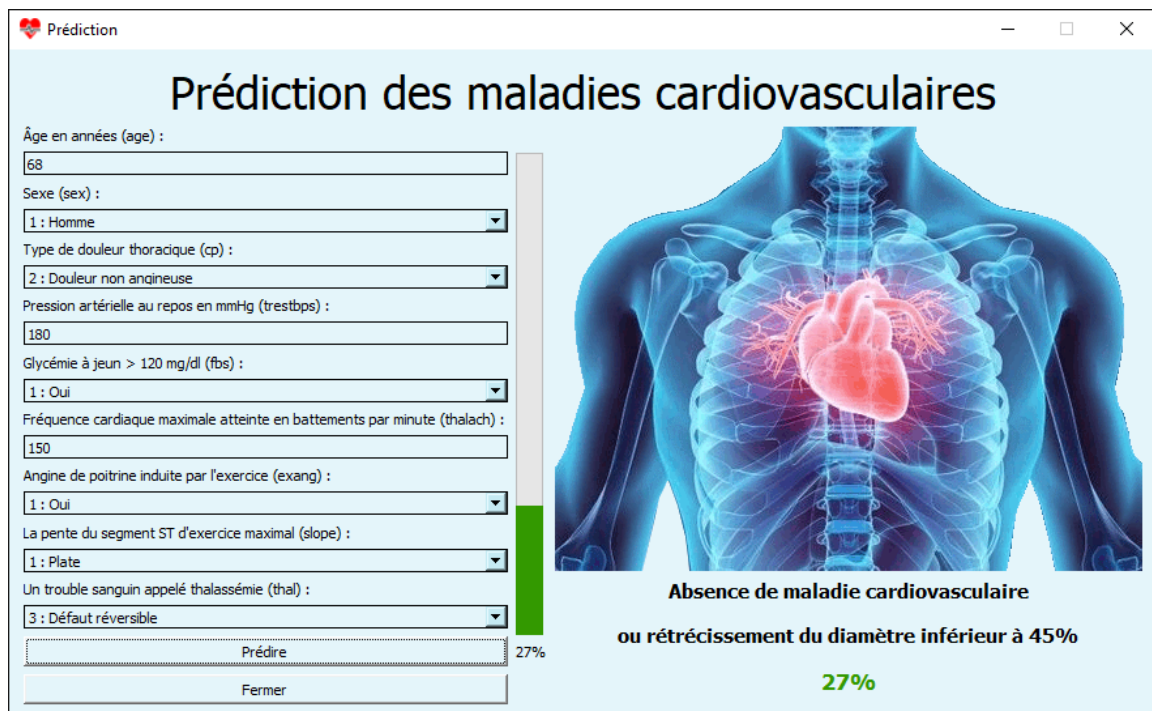 Prédiction
Prédiction des maladies cardiovasculaires
Âge en années (age) :
68
Sexe (sex) :
1 : Homme
Type de douleur thoracique (cp) :
2 : Douleur non angineuse
Pression artérielle au repos en mmHg (trestbps) :
180
Glycémie à jeun > 120 mg/dl (fbs) :
1 : Oui
Fréquence cardiaque maximale atteinte en battements par minute (thalach) :
150
Angine de poitrine induite par l'exercice (exang) :
1 : Oui
La pente du segment ST d'exercice maximal (slope) :
1 : Plate
Un trouble sanguin appelé thalassémie (thal) :
3 : Défaut réversible
Prédire
Fermer
27%
Absence de maladie cardiovasculaire
ou rétrécissement du diamètre inférieur à 45%
27%